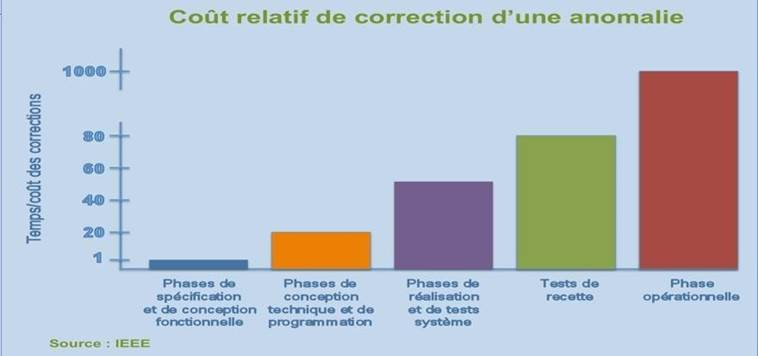 Coût relatif de correction d'une anomalie
Temps/coût des corrections
1000
80
60
40
20
1
Phases de
spécification
et de conception
fonctionnelle
Phases de
conception
technique et de
programmation
Phases de
réalisation
et de tests
système
Tests de
recette
Phase
opérationnelle
Source : IEEE